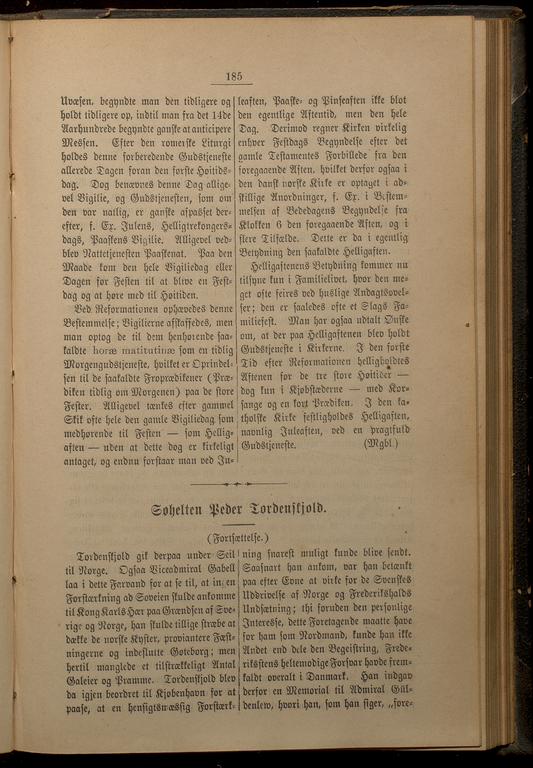 185
Uvæsen, begyndte man den tidligere og
holdt tidligere op, indtil man fra det 14de
Aarhundrede begyndte ganske at anticipere
Messen. Efter den romerske Liturgi
holdes denne forberedende Gudstjeneste
allerede Dagen foran den første Høitids-
dag. Dog benævnes denne Dag allige-
vel Vigilie, og Gudstjenesten, som om
den var natlig, er ganske afpasset der-
efter, f. Ex. Julens, Helligtrekongers-
dags, Paaskens Vigilie. Alligevel ved-
blev Nattetjenesten Paaskenat. Paa den
Maade kom den hele Vigiliedag eller
Dagen før Festen til at blive en Fest-
dag og at høre med til Høitiden.
Ved Reformationen ophævedes denne
Bestemmelse; Vigilierne afskaffedes, men
man optog de til dem henhørende saa-
kaldte horæ matutinæ som en tidlig
Morgengudstjeneste, hvilket er Oprindel-
sen til de saakaldte Froprædikener (Præ-
diken tidlig om Morgenen) paa de store
Fester. Alligevel tænkes efter gammel
Skik ofte hele den gamle Vigiliedag som
medhørende til Festen — som Hellig-
aften — uden at dette dog er kirkeligt
antaget, og endnu forstaar man ved Ju-
leaften, Paaske- og Pinseaften ikke blot
den egentlige Aftentid, men den hele
Dag. Derimod regner Kirken virkelig
enhver Festdags Begyndelse efter det
gamle Testamentes Forbillede fra den
foregaaende Aften, hvilket derfor ogsaa i
den dansk norske Kirke er optaget i ad-
skillige Anordninger, f. Ex. i Bestem-
melsen af Bededagens Begyndelse fra
Klokken 6 den foregaaende Aften, og i
flere Tilfælde. Dette er da i egentlig
Betydning den saakaldte Helligaften.
Helligaftenens Betydning kommer nu
tilsyne kun i Familielivet, hvor den me-
get ofte feires ved huslige Andagtsøvel-
ser; den er saaledes ofte et Slags Fa-
miliefest. Man har ogsaa udtalt Ønske
om, at der paa Helligaftenen blev holdt
Gudstjeneste i Kirkerne. I den første
Tid efter Reformationen helligholdtes
Aftenen før de tre store Høitider —
dog kun i Kjøbstæderne — med Kor-
sange og en kort Prædiken. I den ka-
tholske Kirke festligholdes Helligaften,
navnlig Juleaften, ved en pragtfuld
Gudstjeneste. (Mgbl.)
Søhelten Peder Tordenskjold.
(Fortsættelse.)
Tordenskjold gik derpaa under Seil
til Norge. Ogsaa Viceadmiral Gabell
laa i dette Farvand for at se til, at ingen
Forstærkning ad Søveien skulde ankomme
til Kong Karls Hær paa Grændsen af Sve-
rige og Norge, han skulde tillige stræbe at
dække de norske Kyster, proviantere Fæst-
ningerne og indeslutte Gøteborg; men
hertil manglede et tilstrækkeligt Antal
Galeier og Pramme. Tordenskjold blev
da igjen beordret til Kjøbenhavn for at
paase, at en hensigtsmæssig Forstærk-
ning snarest muligt kunde blive sendt.
Saasnart han ankom, var han betænkt
paa efter Evne at virke for de Svenskes
Uddrivelse af Norge og Frederikshalds
Undsætning; thi foruden den personlige
Interesse, dette Foretagende maatte have
for ham som Nordmand, kunde han ikke
Andet end dele den Begeistring, Frede-
rikstens heltemodige Forsvar havde frem-
kaldt overalt i Danmark. Han indgav
derfor en Memorial til Admiral Gül-
denlew, hvori han, som han siger, „fore-